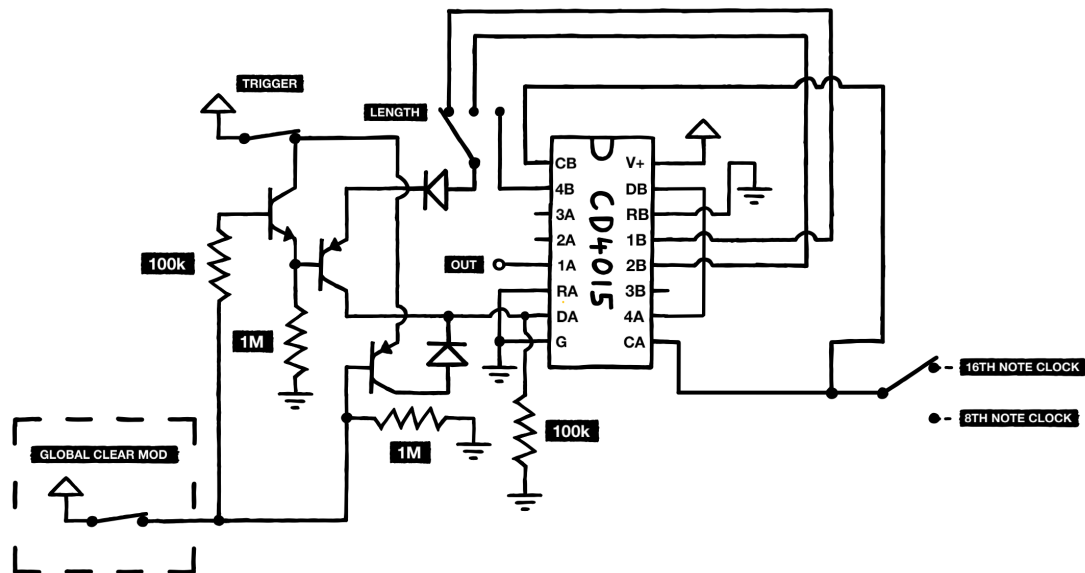 TRIGGER
LENGTH
CB
4B
3A
2A
1A
RA
DA
G
CD4015
V+
DB
RB
1B
2B
3B
4A
CA
100k
OUT
1M
1M
100k
16TH NOTE CLOCK
8TH NOTE CLOCK
GLOBAL CLEAR MOD